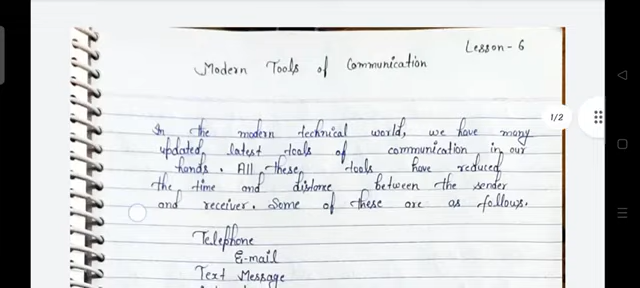 Lesson - 6
Modern Tools of Communication
1/2
In the modern technical world, we have many
updated latest tools of communication in our
hands. All these tools have reduced
the time and distance between the sender
and receiver. Some of these are as follows.
Telephone
E-mail
Text Message